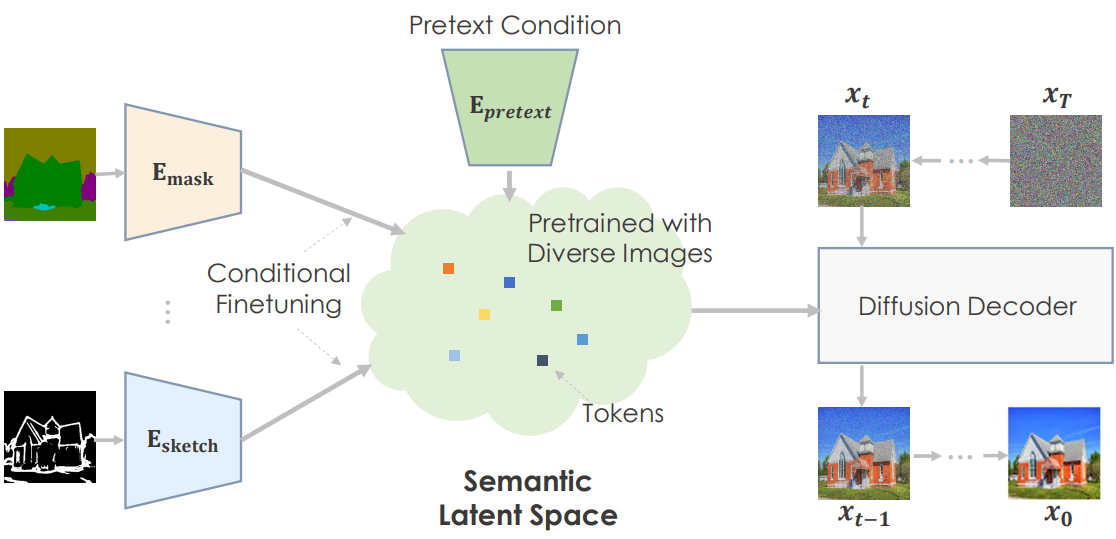 Pretext Condition
E_pretext
E_mask
x_t
x_T
Pretrained with
Diverse Images
Conditional
Finetuning
Diffusion Decoder
Tokens
E_sketch
Semantic
Latent Space
x_{t-1}
x_0